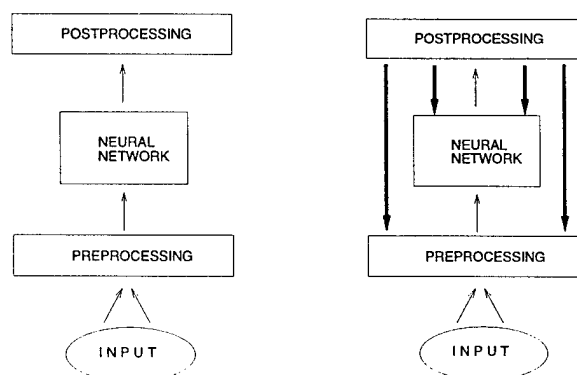 POSTPROCESSING
NEURAL
NETWORK
PREPROCESSING
INPUT
POSTPROCESSING
NEURAL
NETWORK
PREPROCESSING
INPUT